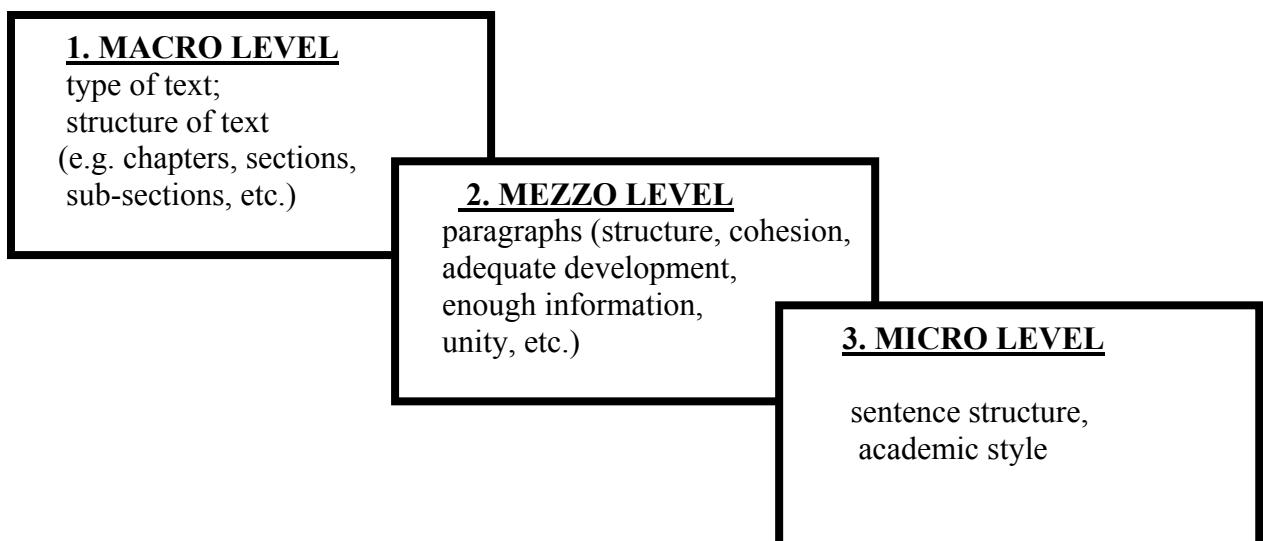 1. MACRO LEVEL
type of text;
structure of text
(e.g. chapters, sections,
sub-sections, etc.)
2. MEZZO LEVEL
paragraphs (structure, cohesion,
adequate development,
enough information,
unity, etc.)
3. MICRO LEVEL
sentence structure,
academic style